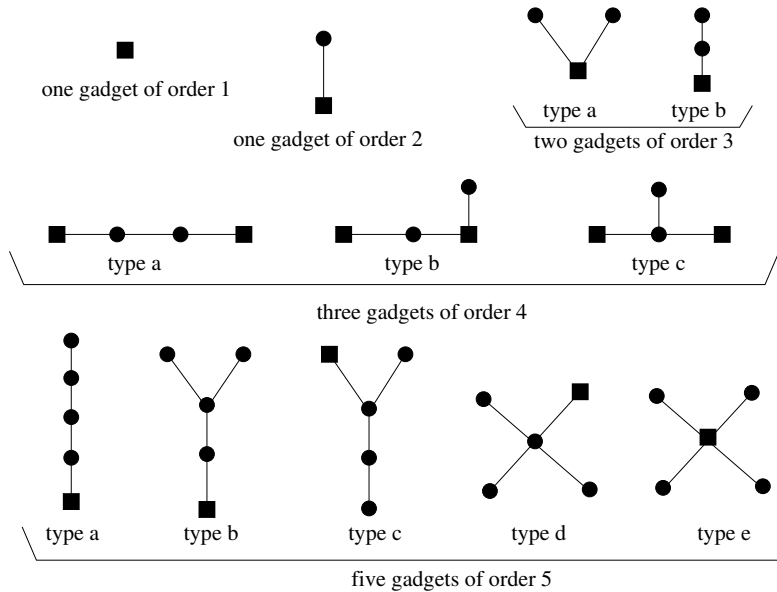 one gadget of order 1
one gadget of order 2
type a type b
two gadgets of order 3
type a type b type c
three gadgets of order 4
type a type b type c type d type e
five gadgets of order 5